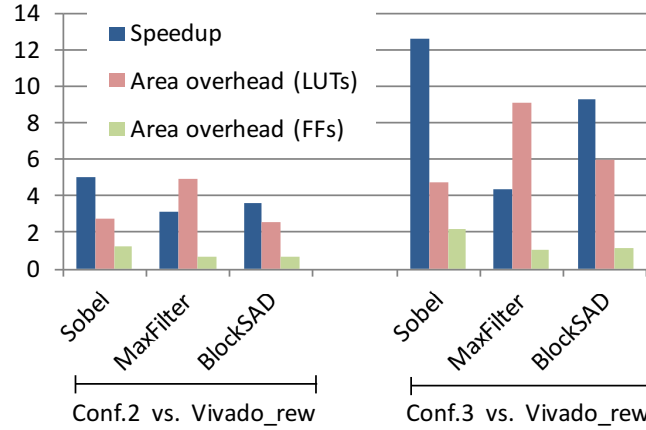 14
12
10
8
6
4
2
0
Speedup
Area overhead (LUTs)
Area overhead (FFs)
Sobel
MaxFilter
BlockSAD
Sobel
MaxFilter
BlockSAD
Conf.2 vs. Vivado_rew
Conf.3 vs. Vivado_rew